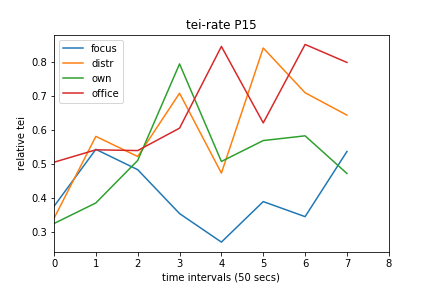 tei-rate P15
focus
distr
own
office
relative tei
0.8
0.7
0.6
0.5
0.4
0.3
0 1 2 3 4 5 6 7 8
time intervals (50 secs)